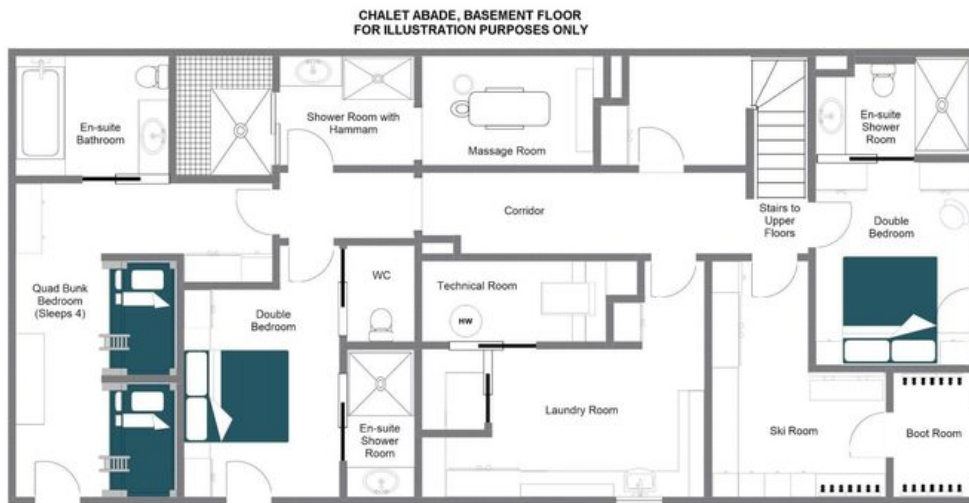 CHALET ABADE, BASEMENT FLOOR
FOR ILLUSTRATION PURPOSES ONLY
En-suite
Bathroom
Shower Room with
Hammam
Massage Room
En-suite
Shower
Room
Corridor
Stairs to
Upper
Floors
Double
Bedroom
Quad Bunk
Bedroom
(Sleeps 4)
Double
Bedroom
WC
Technical Room
HW
En-suite
Shower
Room
Laundry Room
Ski Room
Boot Room